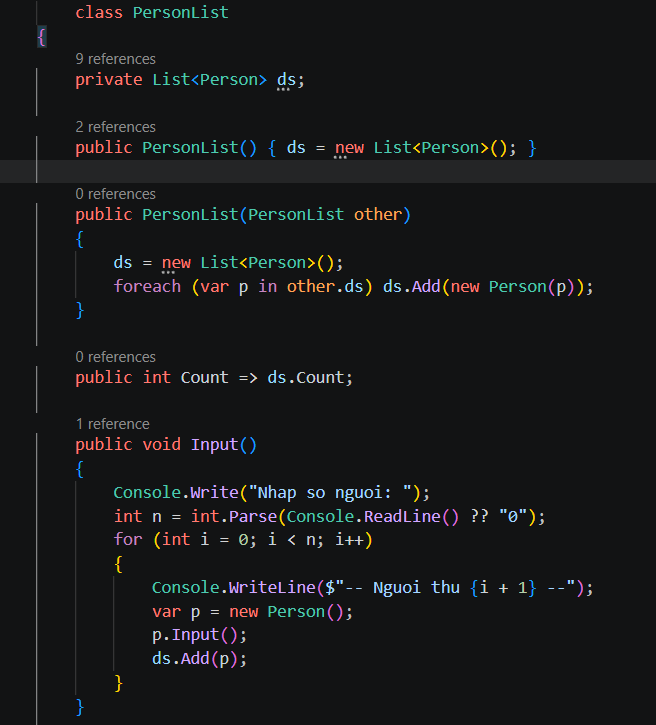 class PersonList
{
9 references
private List<Person> ds;
2 references
public PersonList() { ds = new List<Person>(); }
0 references
public PersonList(PersonList other)
{
ds = new List<Person>();
foreach (var p in other.ds) ds.Add(new Person(p));
}
0 references
public int Count => ds.Count;
1 reference
public void Input()
{
Console.Write("Nhap so nguoi: ");
int n = int.Parse(Console.ReadLine() ?? "0");
for (int i = 0; i < n; i++)
{
Console.WriteLine($"-- Nguoi thu {i + 1} --");
var p = new Person();
p.Input();
ds.Add(p);
}
}